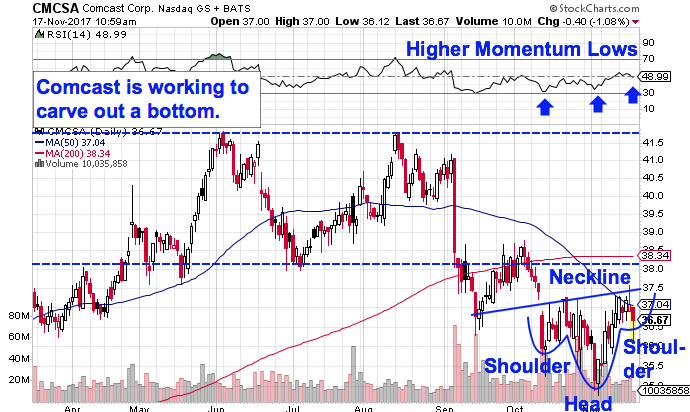 CMCSA Comcast Corp. Nasdaq GS + BATS © StockCharts.com
17-Nov-2017 10:59am Open 37.00 High 37.00 Low 36.12 Last 36.67 Volume 10.0M Chg -0.40 (-1.08%)
RSI(14) 48.99
Higher Momentum Lows
90
70
48.99
30
10
Comcast is working to
carve out a bottom.
CMCSA (Daily) 36.67
MA(50) 37.04
MA(200) 38.34
Volume 10,035,858
41.5
41.0
40.5
40.0
39.5
39.0
38.5
38.34
38.0
37.5
37.04
36.67
36.5
35.5
35.0
80M
60M
40M
20M
10035858
Neckline
Shoulder
Shoul-
der
Head
Apr May Jun Jul Aug Sep Oct